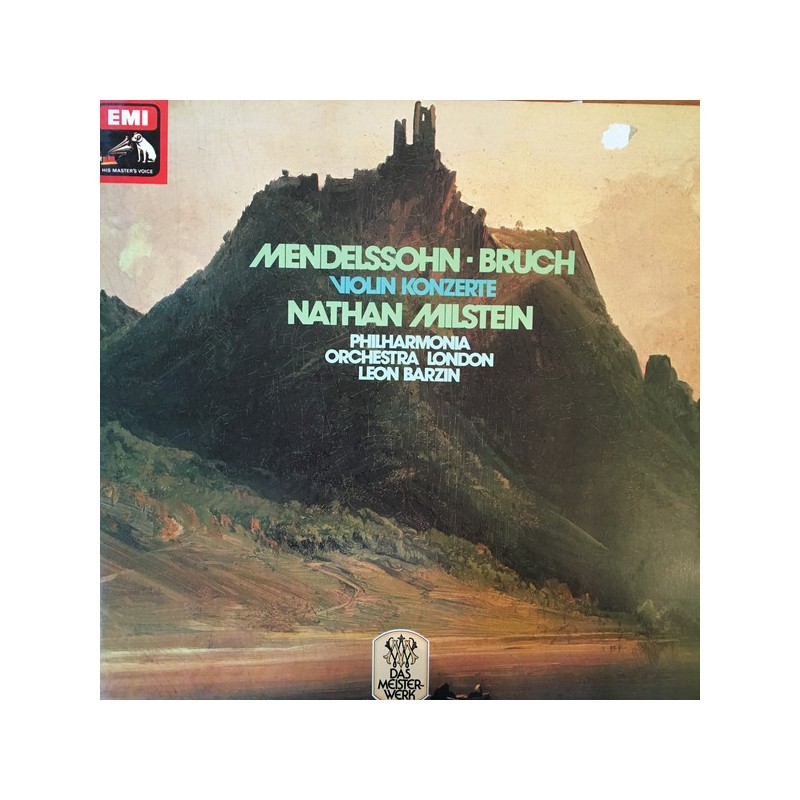 EMI
HIS MASTER'S VOICE
MENDELSSOHN · BRUCH
VIOLIN KONZERTE
NATHAN MILSTEIN
PHILHARMONIA
ORCHESTRA LONDON
LEON BARZIN
DAS
MEISTER-
WERK